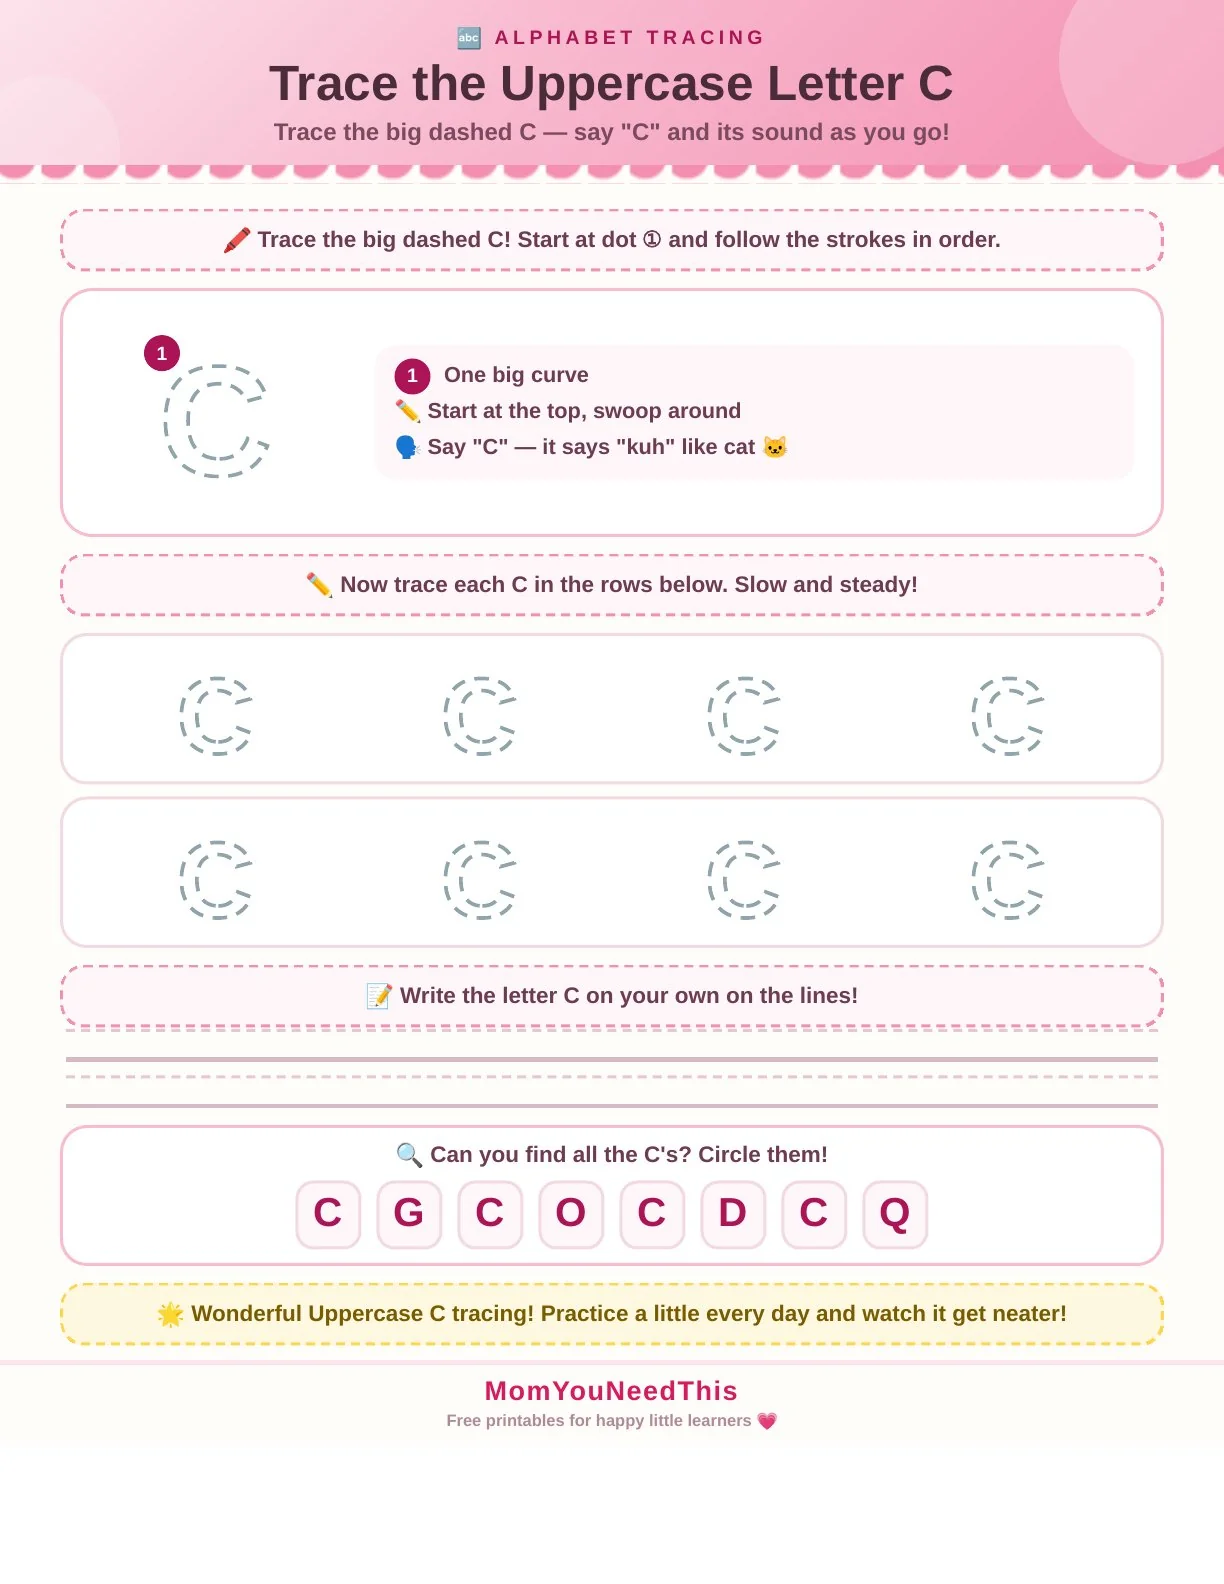 🔤 ALPHABET TRACING
Trace the Uppercase Letter C
Trace the big dashed C — say "C" and its sound as you go!
🖍️ Trace the big dashed C! Start at dot ① and follow the strokes in order.
1
C
1 One big curve
✏️ Start at the top, swoop around
🗣️ Say "C" — it says "kuh" like cat 🐱
✏️ Now trace each C in the rows below. Slow and steady!
C C C C
C C C C
📝 Write the letter C on your own on the lines!
🔍 Can you find all the C's? Circle them!
C G C O C D C Q
🌟 Wonderful Uppercase C tracing! Practice a little every day and watch it get neater!
MomYouNeedThis
Free printables for happy little learners 💗